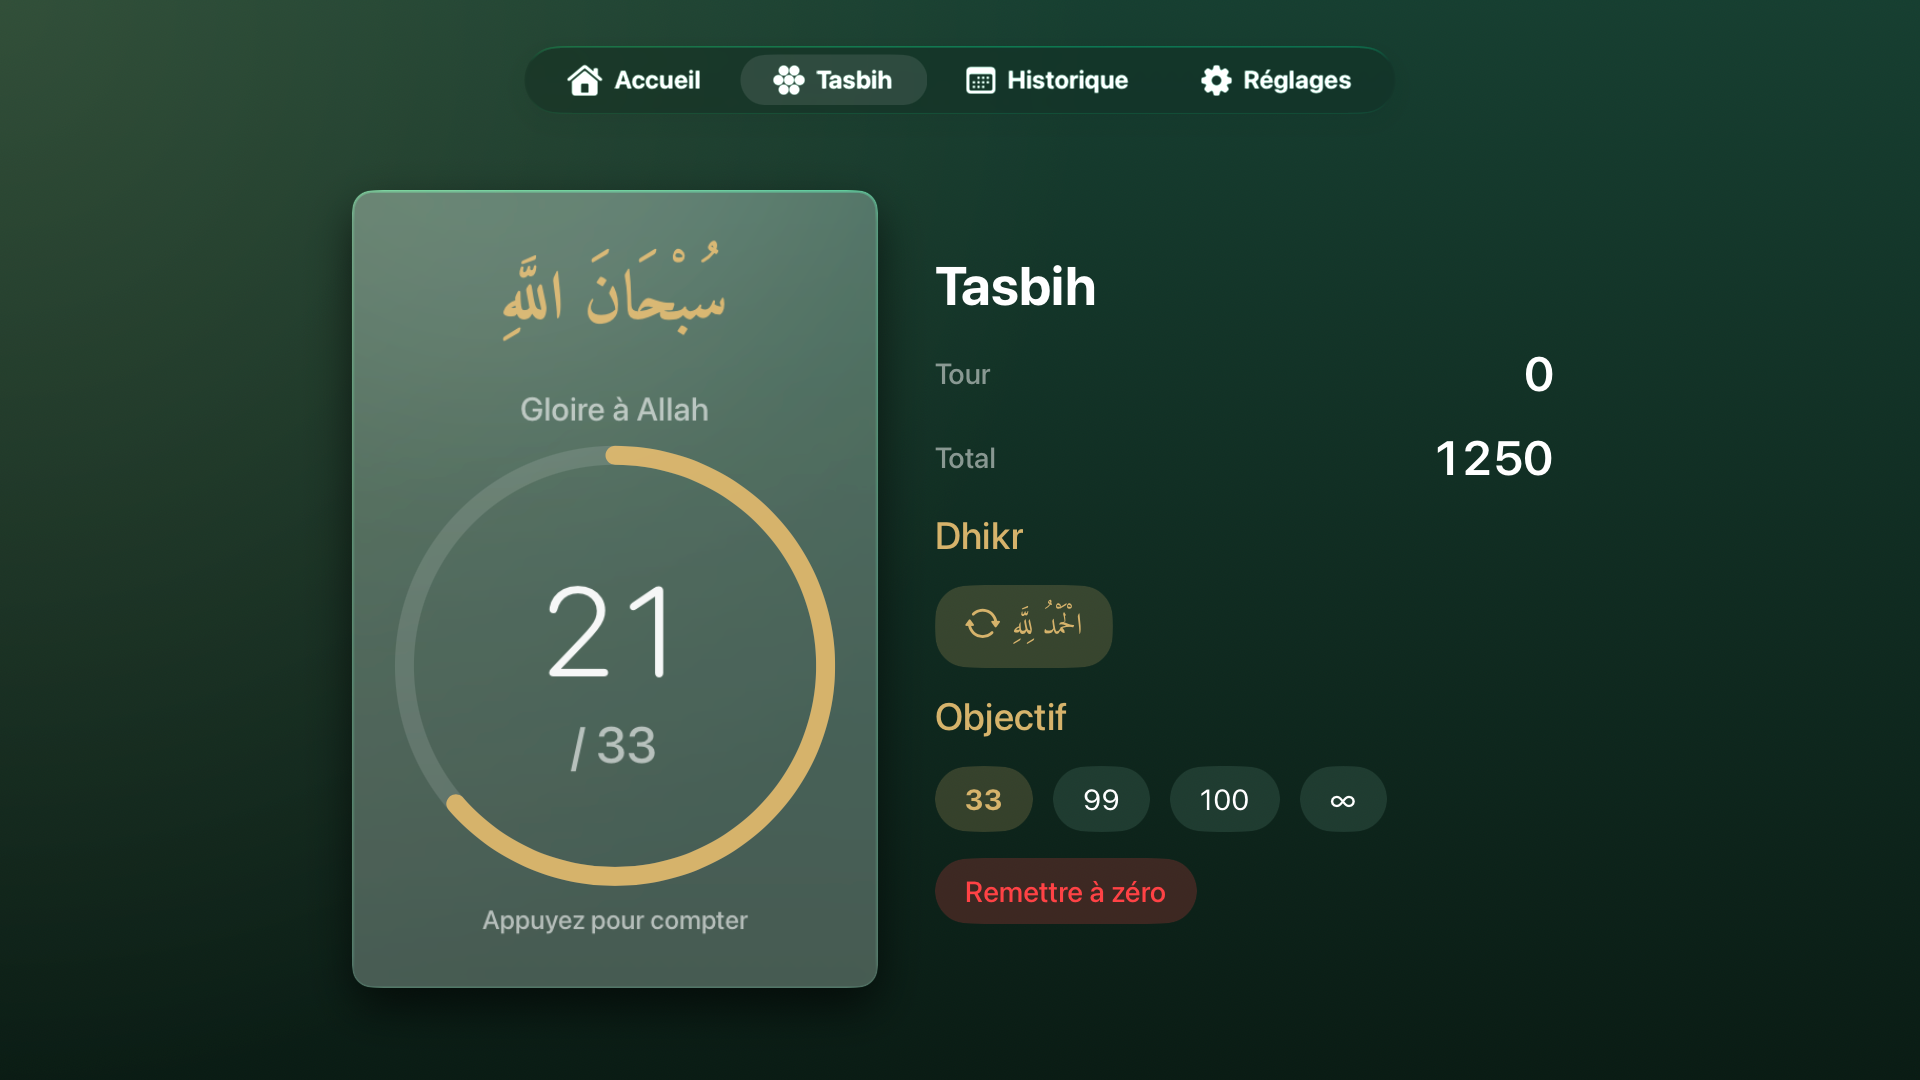 Accueil
Tasbih
Historique
Réglages
سُبْحَانَ اللَّهِ
Gloire à Allah
21
/ 33
Appuyez pour compter
Tasbih
Tour
0
Total
1250
Dhikr
الْحَمْدُ لِلَّهِ
Objectif
33
99
100
∞
Remettre à zéro